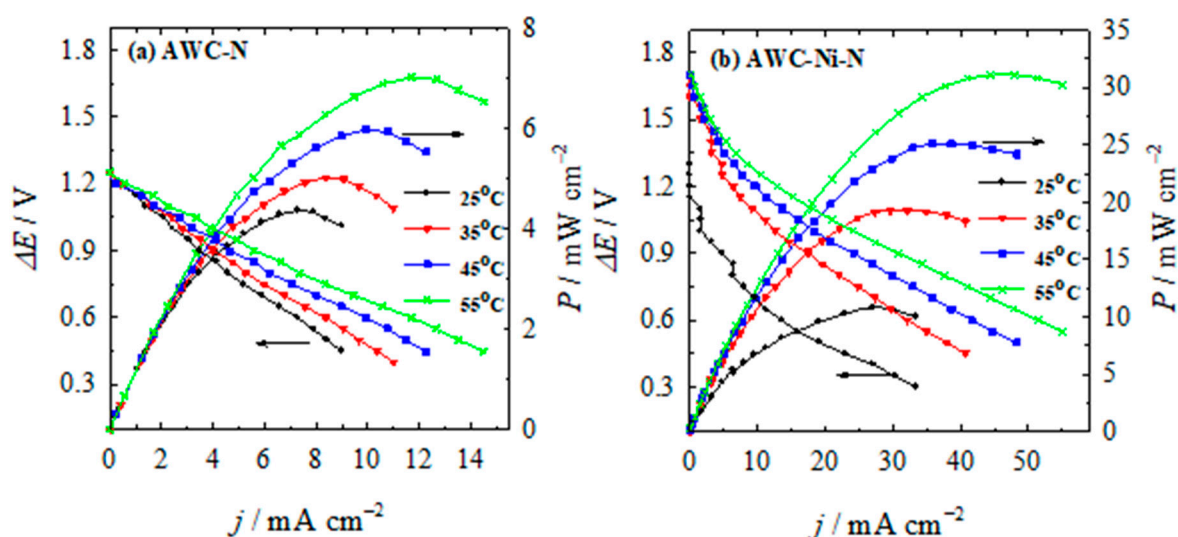 (a) AWC-N
ΔE / V
1.8
1.5
1.2
0.9
0.6
0.3
8
6
4
2
0
P / mW cm⁻²
25°C
35°C
45°C
55°C
0 2 4 6 8 10 12 14
j / mA cm⁻²
(b) AWC-Ni-N
ΔE / V
1.8
1.5
1.2
0.9
0.6
0.3
35
30
25
20
15
10
5
0
P / mW cm⁻²
25°C
35°C
45°C
55°C
0 10 20 30 40 50
j / mA cm⁻²